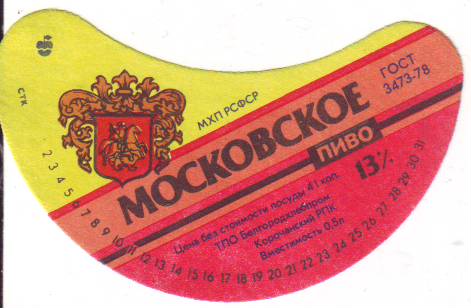 СТК
МХП РСФСР
ГОСТ
3473-78
МОСКОВСКОЕ
ПИВО
13%
Цена без стоимости посуды 41 коп.
ТПО Белгородхивпром
Корочанский РПК
Вместимость 0,5л
2 3 4 5 6 7 8 9 10 11 12 13 14 15 16 17 18 19 20 21 22 23 24 25 26 27 28 29 30 31